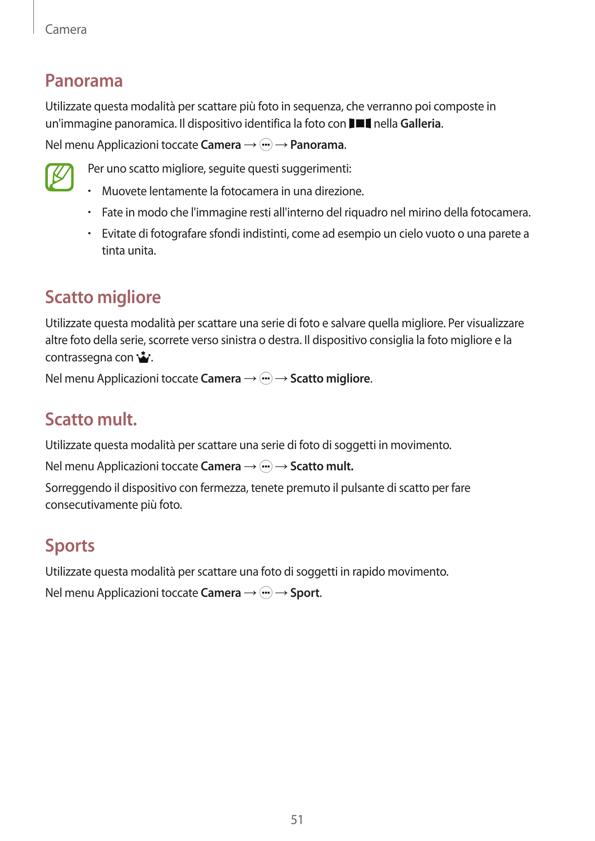 Camera
Panorama
Utilizzate questa modalità per scattare più foto in sequenza, che verranno poi composte in
un'immagine panoramica. Il dispositivo identifica la foto con nella Galleria.
Nel menu Applicazioni toccate Camera → → Panorama.
Per uno scatto migliore, seguite questi suggerimenti:
• Muovete lentamente la fotocamera in una direzione.
• Fate in modo che l'immagine resti all'interno del riquadro nel mirino della fotocamera.
• Evitate di fotografare sfondi indistinti, come ad esempio un cielo vuoto o una parete a
tinta unita.
Scatto migliore
Utilizzate questa modalità per scattare una serie di foto e salvare quella migliore. Per visualizzare
altre foto della serie, scorrete verso sinistra o destra. Il dispositivo consiglia la foto migliore e la
contrassegna con .
Nel menu Applicazioni toccate Camera → → Scatto migliore.
Scatto mult.
Utilizzate questa modalità per scattare una serie di foto di soggetti in movimento.
Nel menu Applicazioni toccate Camera → → Scatto mult.
Sorreggendo il dispositivo con fermezza, tenete premuto il pulsante di scatto per fare
consecutivamente più foto.
Sports
Utilizzate questa modalità per scattare una foto di soggetti in rapido movimento.
Nel menu Applicazioni toccate Camera → → Sport.
51